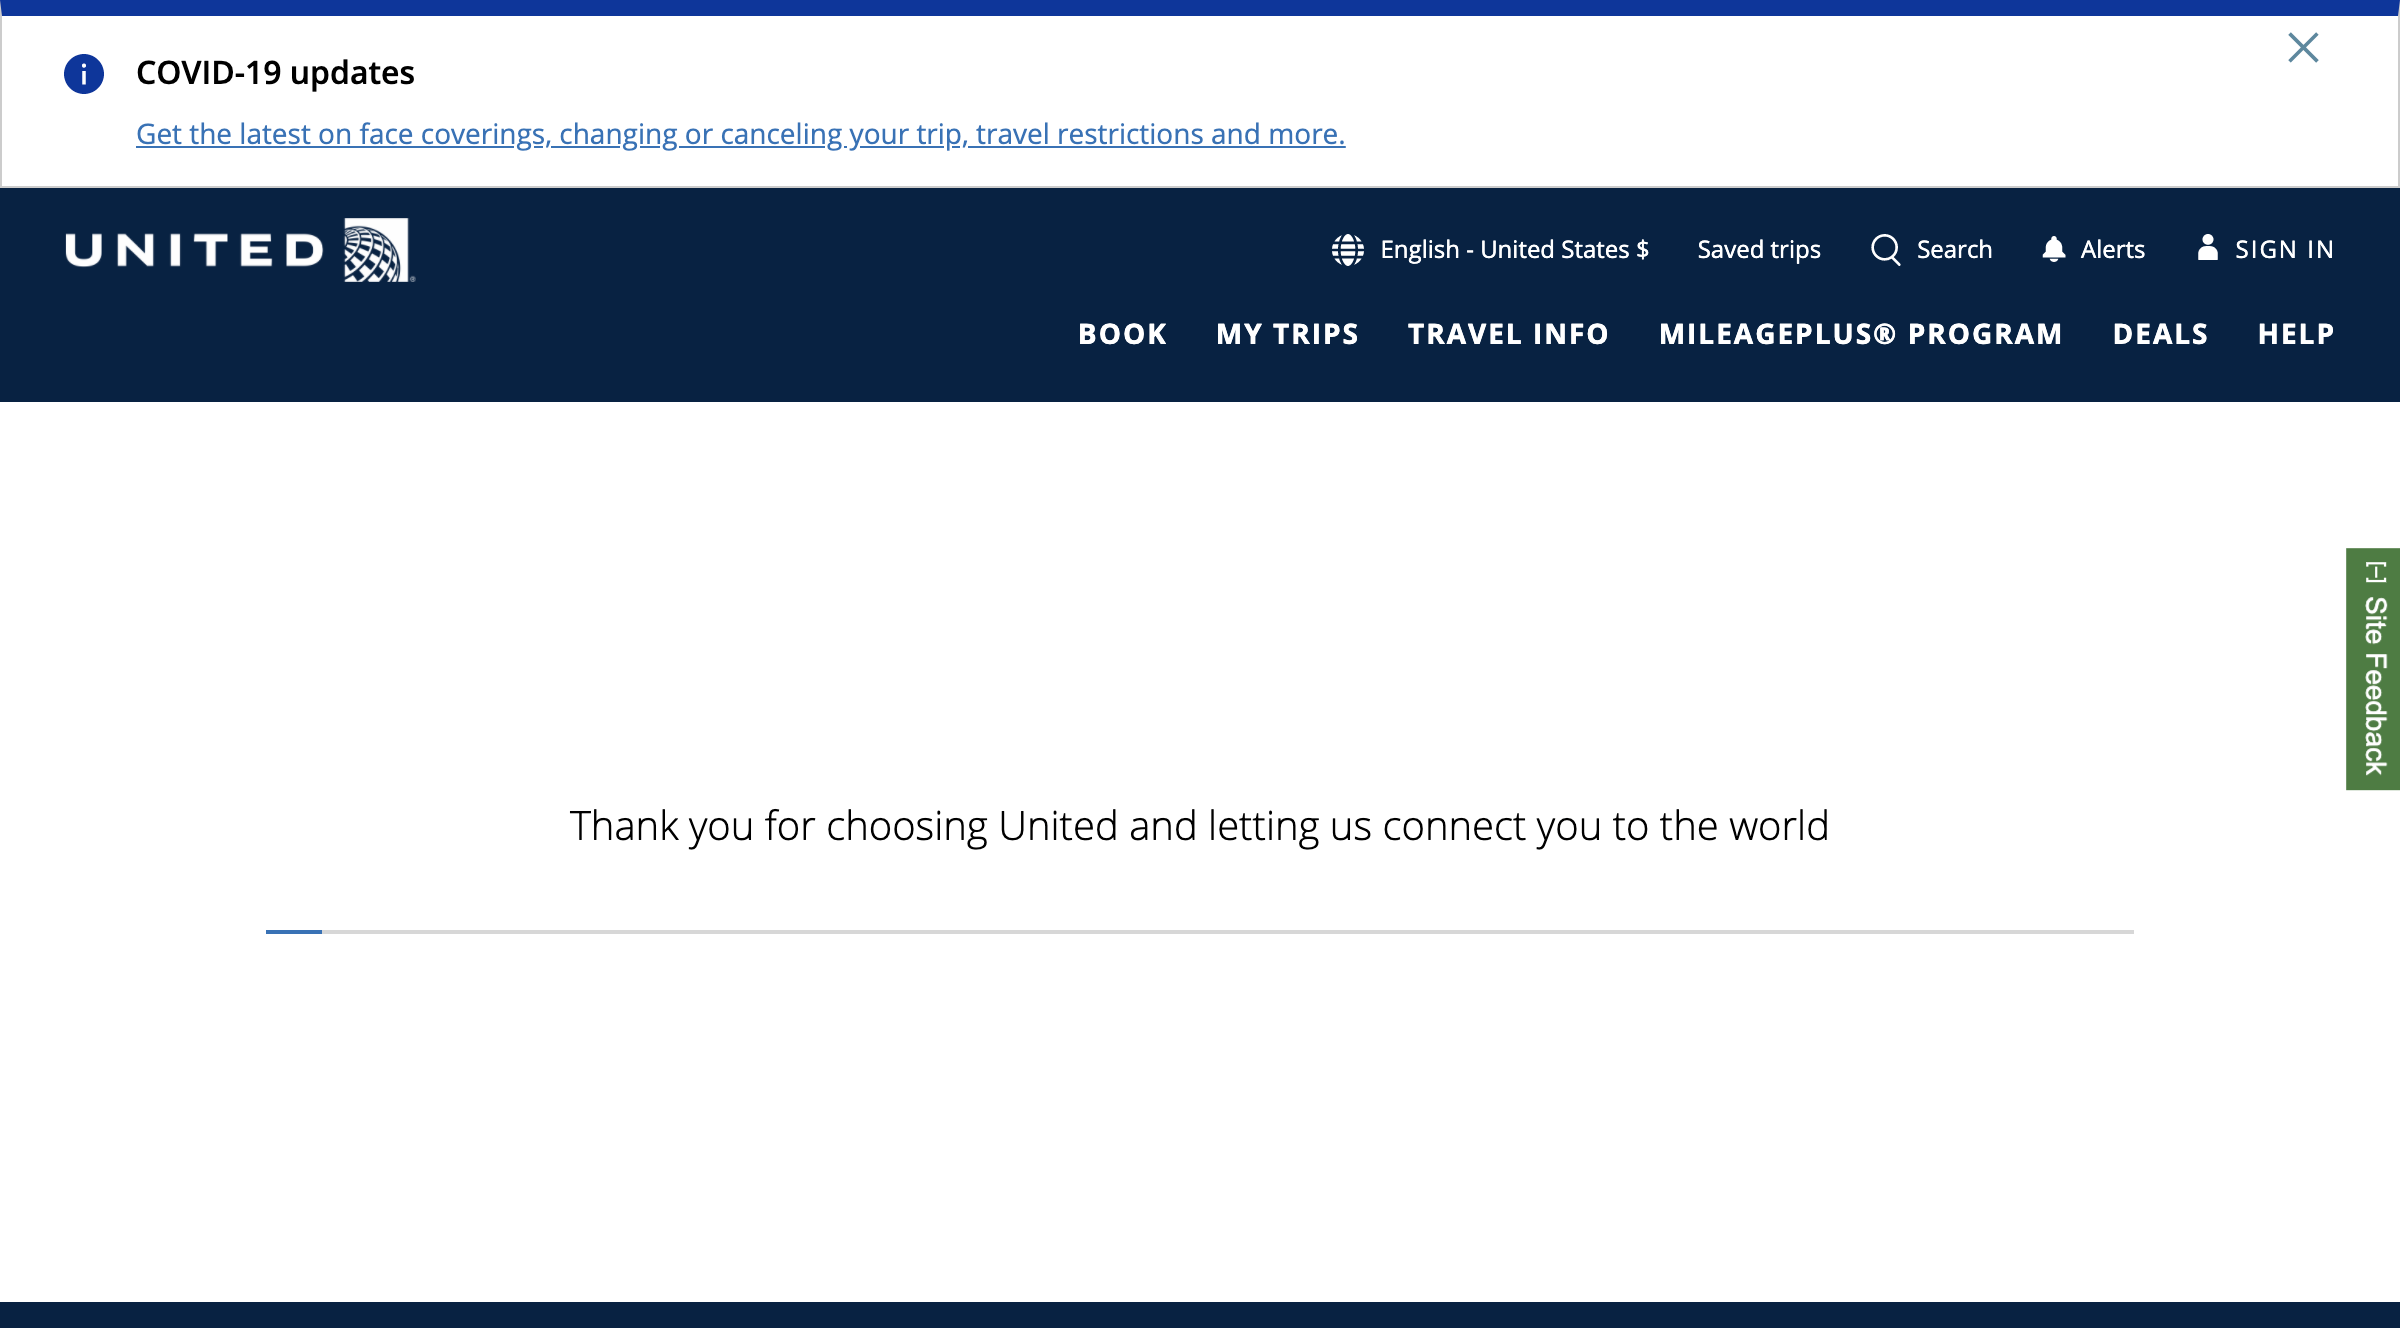 COVID-19 updates
Get the latest on face coverings, changing or canceling your trip, travel restrictions and more.
UNITED
English - United States $ Saved trips Search Alerts SIGN IN
BOOK MY TRIPS TRAVEL INFO MILEAGEPLUS® PROGRAM DEALS HELP
[-] Site Feedback
Thank you for choosing United and letting us connect you to the world